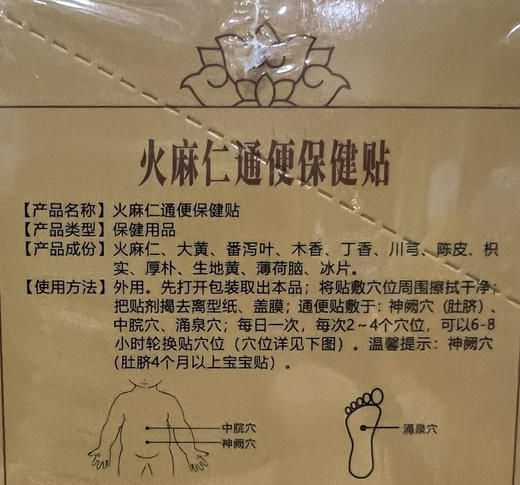 火麻仁通便保健贴
【产品名称】火麻仁通便保健贴
【产品类型】保健用品
【产品成份】火麻仁、大黄、番泻叶、木香、丁香、川芎、陈皮、枳
实、厚朴、生地黄、薄荷脑、冰片。
【使用方法】外用。先打开包装取出本品；将贴敷穴位周围擦拭干净；
把贴剂揭去离型纸、盖膜；通便贴敷于：神阙穴（肚脐）、
中脘穴、涌泉穴；每日一次，每次2~4个穴位，可以6-8
小时轮换贴穴位（穴位详见下图）。温馨提示：神阙穴
（肚脐4个月以上宝宝贴）。
中脘穴
神阙穴
涌泉穴